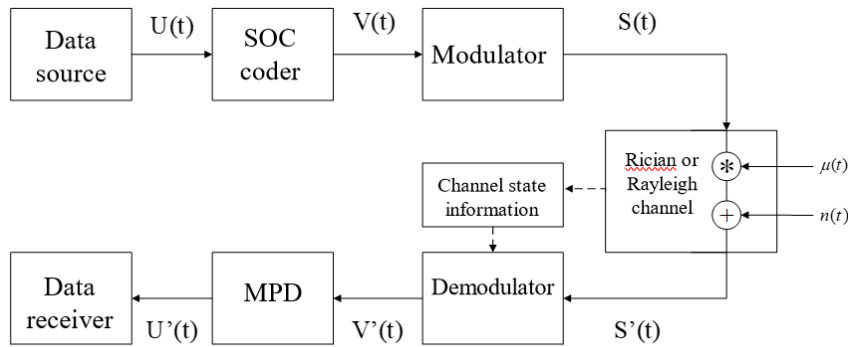 U(t)
V(t)
S(t)
Data
source
SOC
coder
Modulator
Rician or
Rayleigh
channel
*
μ(t)
+
n(t)
Channel state
information
Data
receiver
MPD
Demodulator
U’(t)
V’(t)
S’(t)